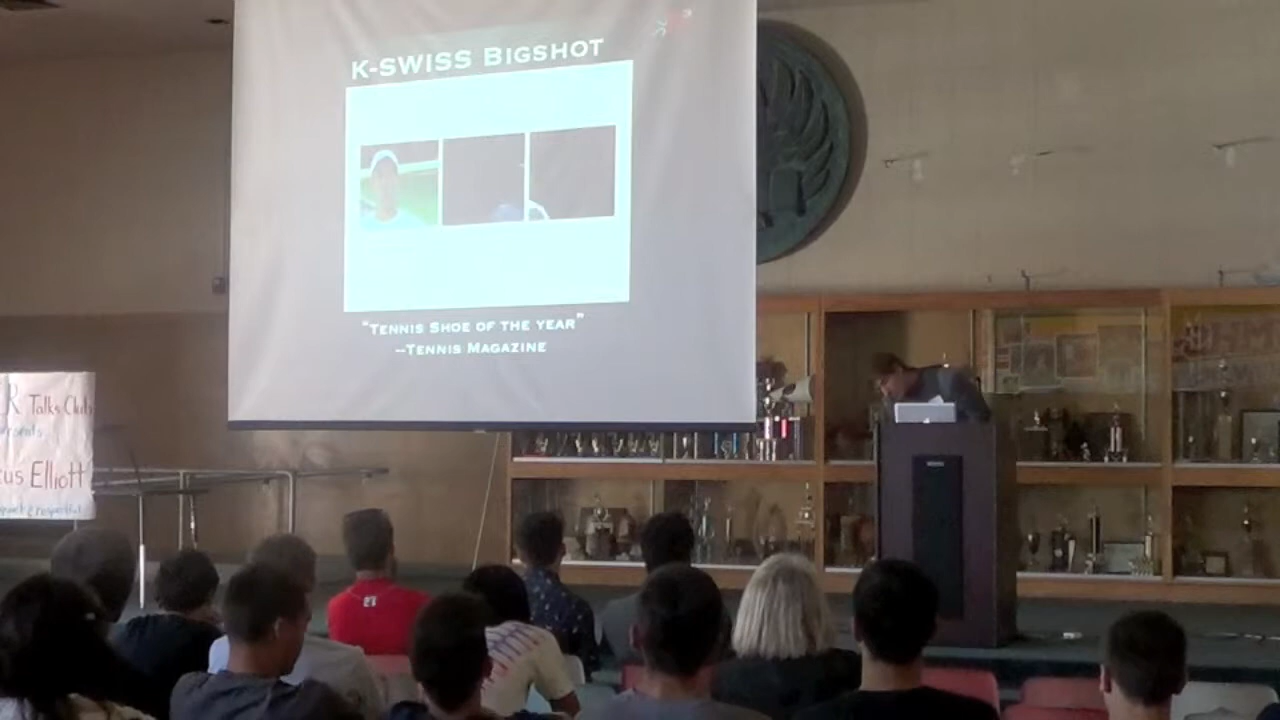 K-SWISS BIGSHOT
"TENNIS SHOE OF THE YEAR"
--TENNIS MAGAZINE
R Talks Club
Elliott